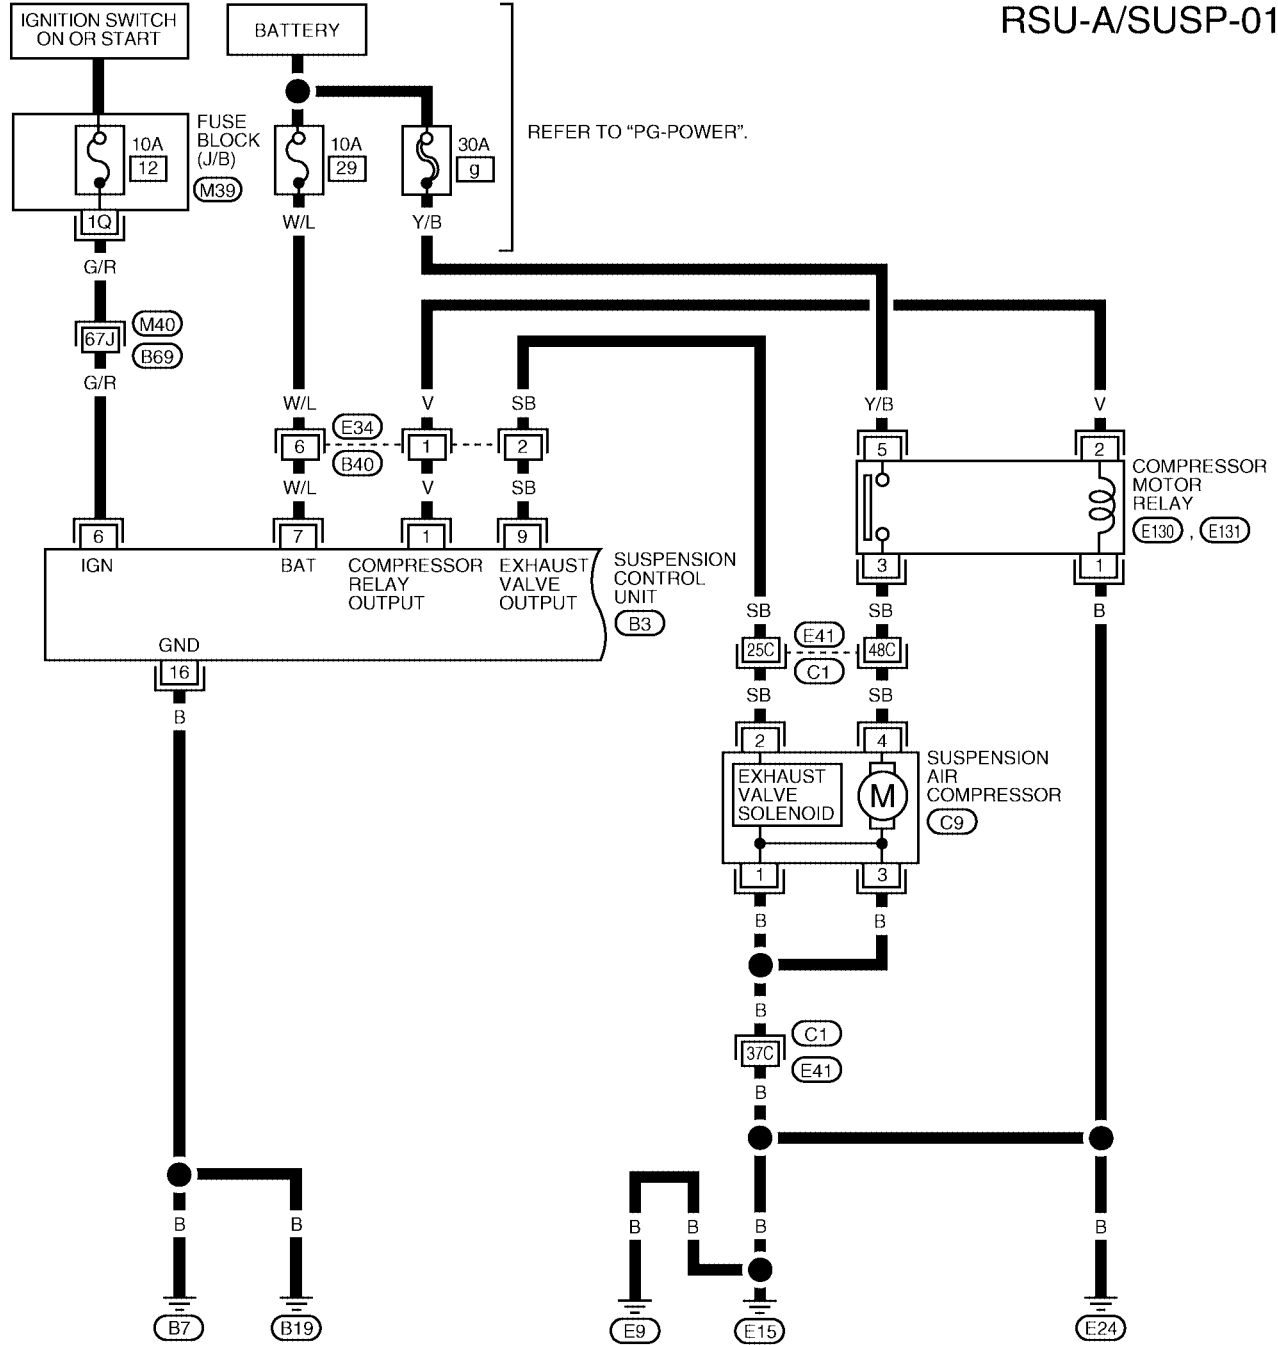 RSU-A/SUSP-01
IGNITION SWITCH
ON OR START
BATTERY
REFER TO “PG-POWER”.
FUSE
BLOCK
(J/B)
M39
10A
12
10A
29
30A
g
1Q
W/L
Y/B
G/R
67J
M40
B69
G/R
W/L
V
SB
Y/B
V
6
E34
B40
1
2
5
2
W/L
V
SB
COMPRESSOR
MOTOR
RELAY
E130 , E131
6
7
1
9
3
1
IGN
BAT
COMPRESSOR
RELAY
OUTPUT
EXHAUST
VALVE
OUTPUT
SUSPENSION
CONTROL
UNIT
B3
GND
16
B
SB
SB
B
25C
E41
C1
48C
SB
SB
2
4
EXHAUST
VALVE
SOLENOID
M
SUSPENSION
AIR
COMPRESSOR
C9
1
3
B
B
B
37C
C1
E41
B
B
B
B
B
B
B
B7
B19
E9
E15
E24